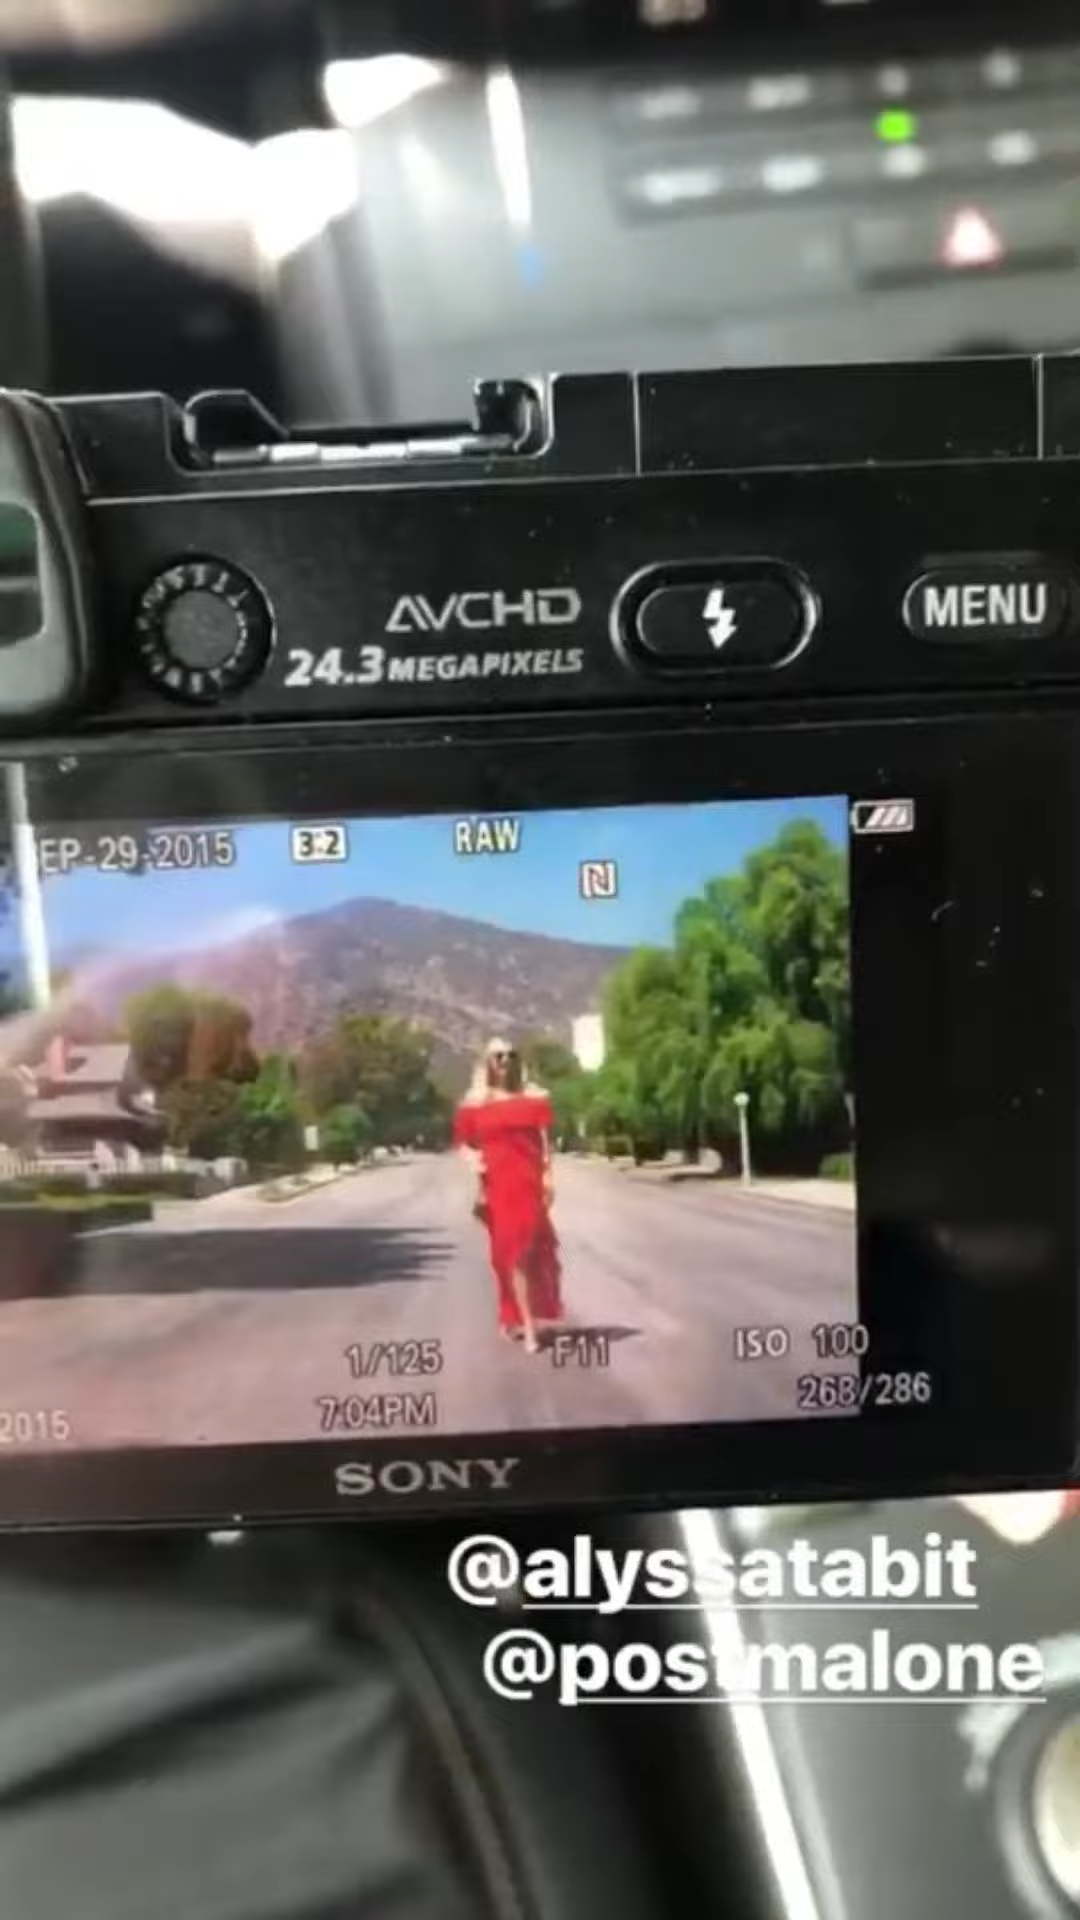 AVCHD
24.3 MEGAPIXELS
MENU
EP-29-2015
3:2
RAW
N
1/125
F11
ISO 100
7:04PM
268/286
2015
SONY
@alyssatabit
@postmalone